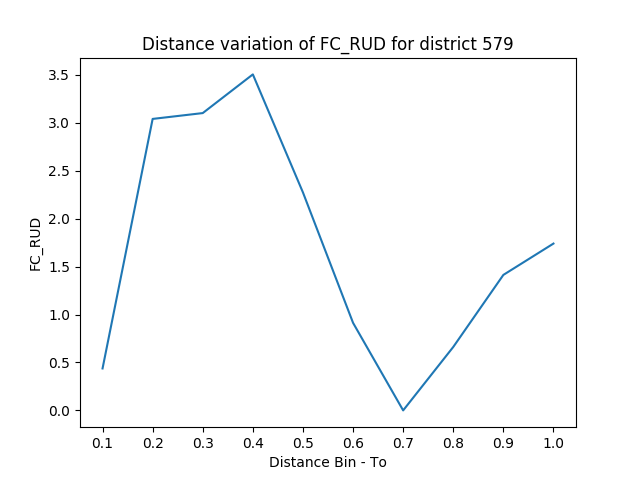 Distance variation of FC_RUD for district 579
3.5
3.0
2.5
2.0
1.5
1.0
0.5
0.0
FC_RUD
0.1 0.2 0.3 0.4 0.5 0.6 0.7 0.8 0.9 1.0
Distance Bin - To